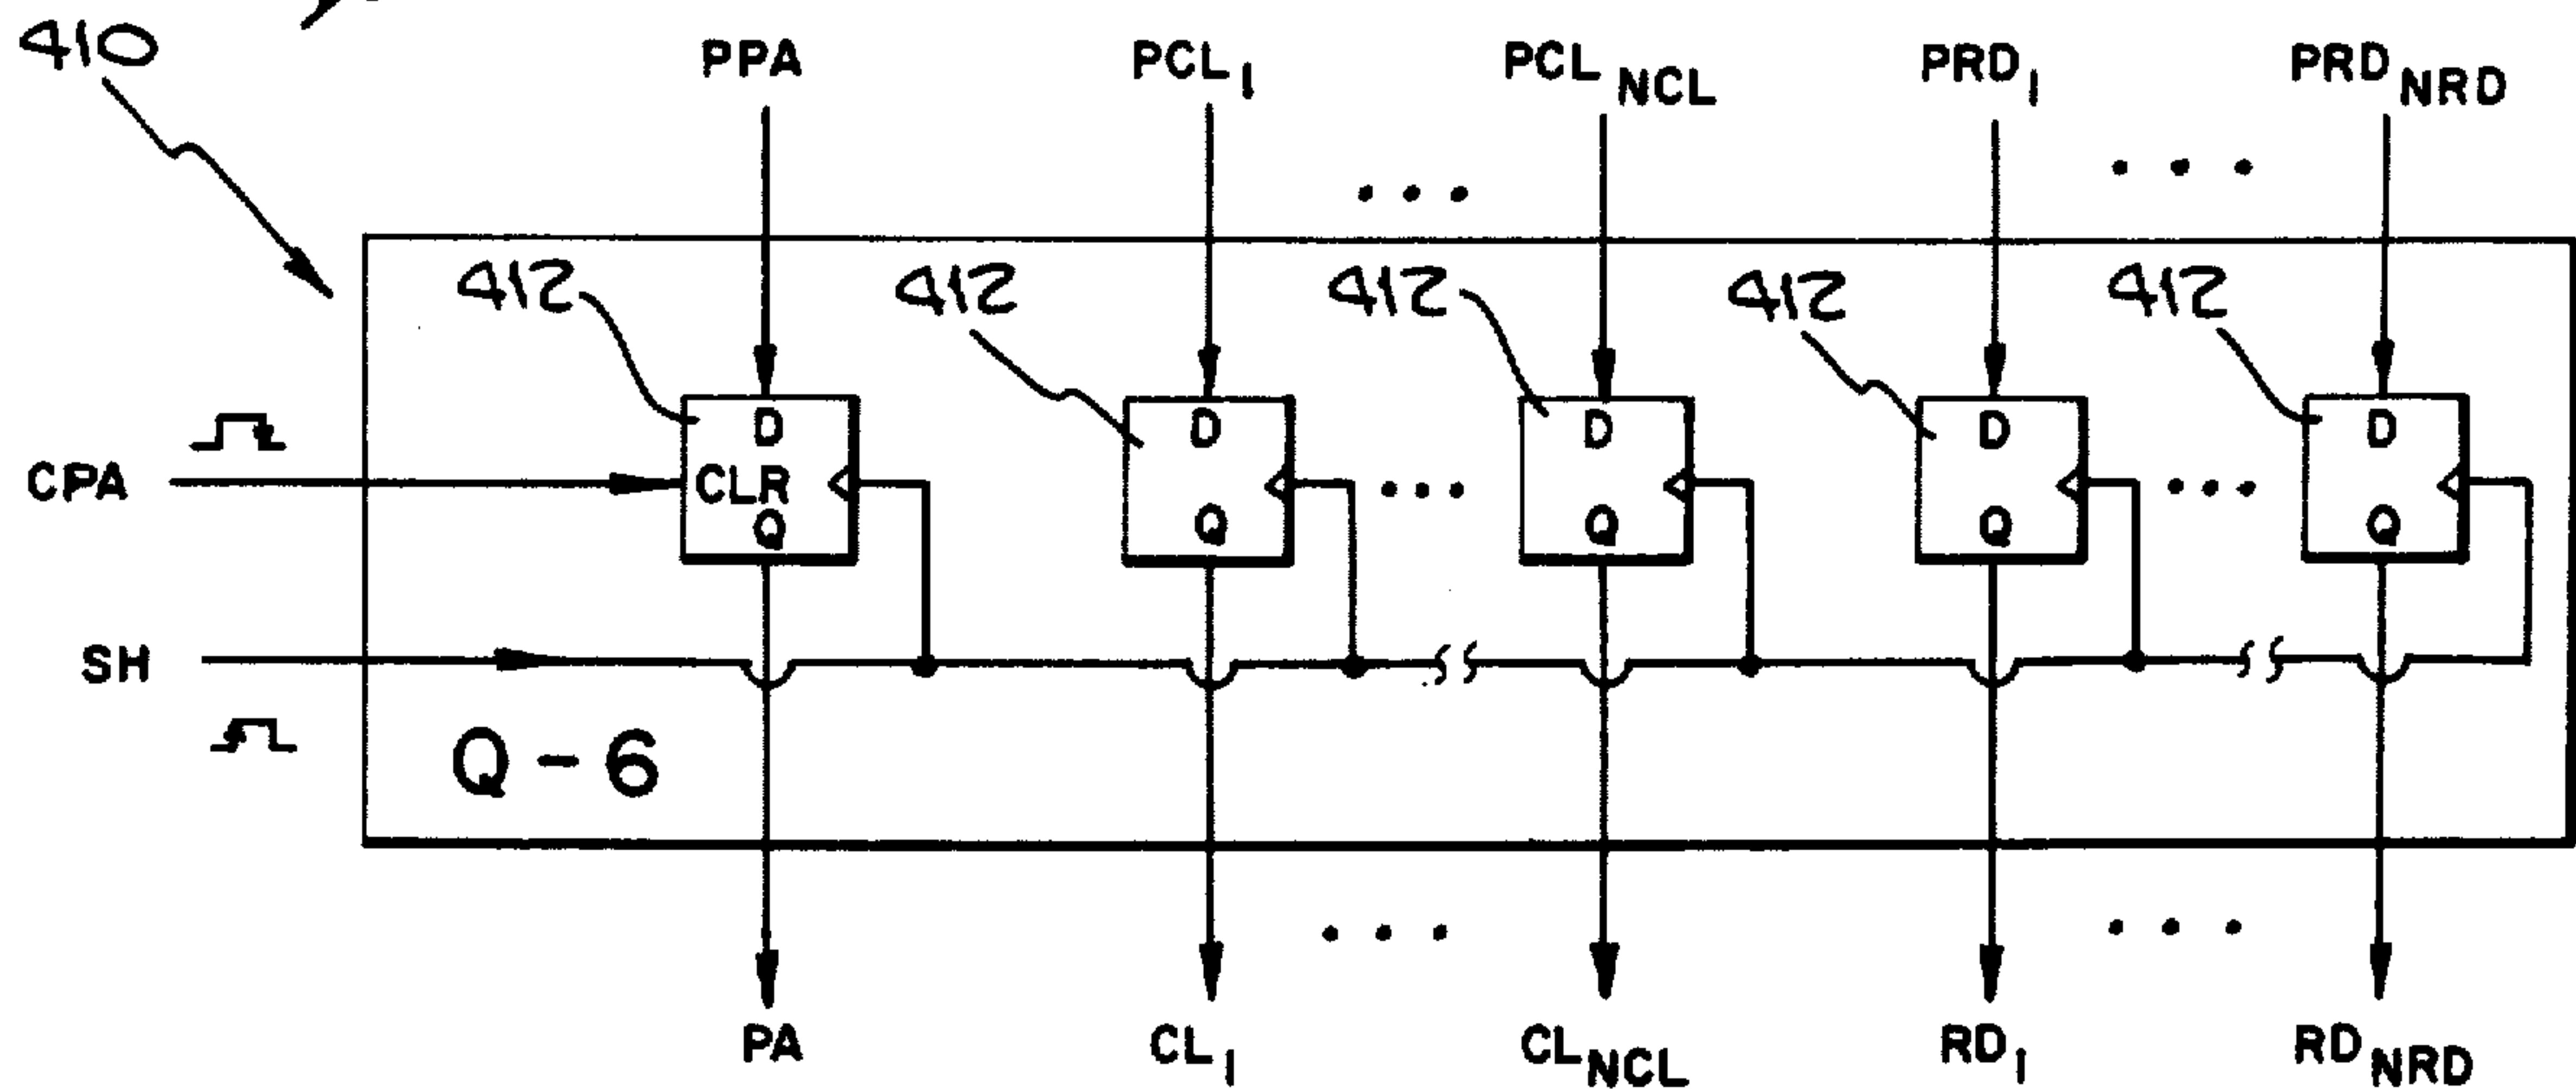 410
PPA PCL1 PCLNCL PRD1 PRDNRD
412 412 412 412 412
D D D D D
CPA CLR
Q Q Q Q Q
SH
Q-6
PA CL1 CLNCL RD1 RDNRD